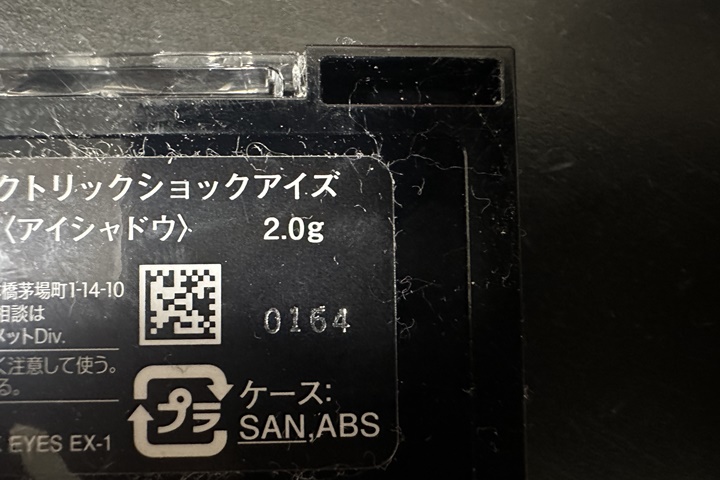 クトリックショックアイズ
〈アイシャドウ〉 2.0g
橋茅場町1-14-10
相談は
メットDiv.
0164
く注意して使う。
る。
プラ
ケース:
SAN,ABS
EYES EX-1